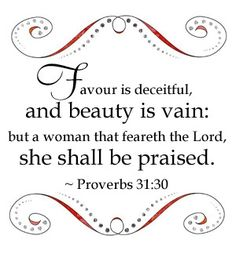 Favour is deceitful,
and beauty is vain:
but a woman that feareth the Lord,
she shall be praised.
~ Proverbs 31:30